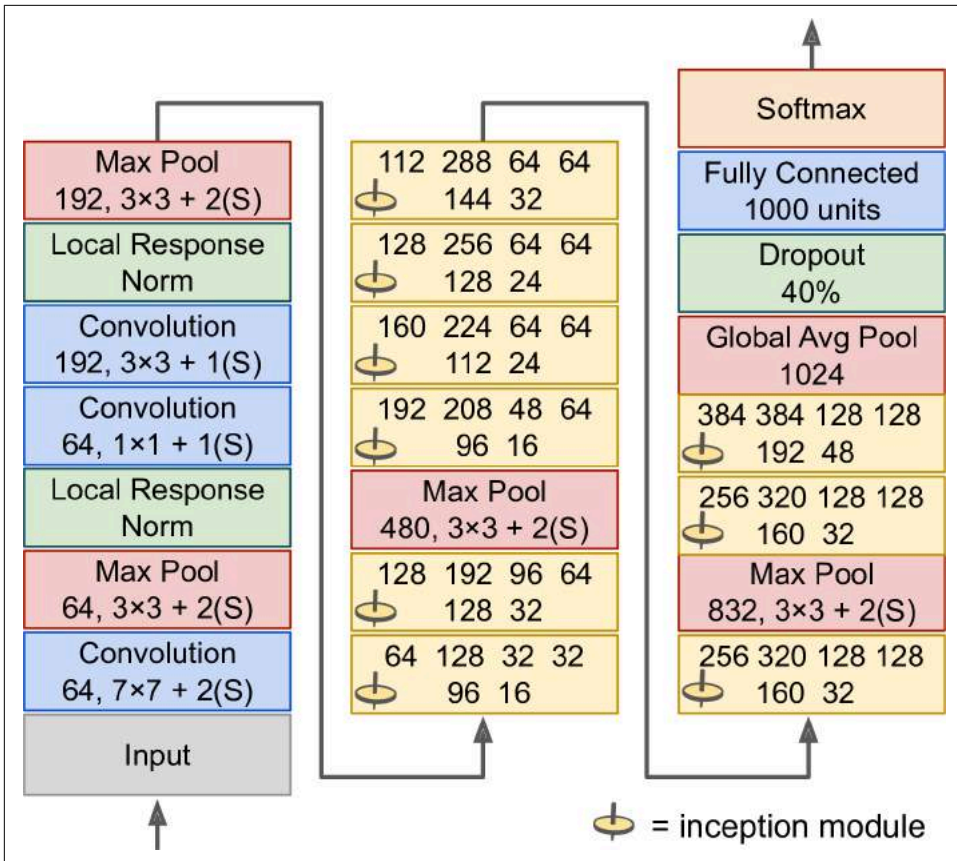 Max Pool
192, 3×3 + 2(S)
Local Response
Norm
Convolution
192, 3×3 + 1(S)
Convolution
64, 1×1 + 1(S)
Local Response
Norm
Max Pool
64, 3×3 + 2(S)
Convolution
64, 7×7 + 2(S)
Input
112 288 64 64
144 32
128 256 64 64
128 24
160 224 64 64
112 24
192 208 48 64
96 16
Max Pool
480, 3×3 + 2(S)
128 192 96 64
128 32
64 128 32 32
96 16
Softmax
Fully Connected
1000 units
Dropout
40%
Global Avg Pool
1024
384 384 128 128
192 48
256 320 128 128
160 32
Max Pool
832, 3×3 + 2(S)
256 320 128 128
160 32
= inception module